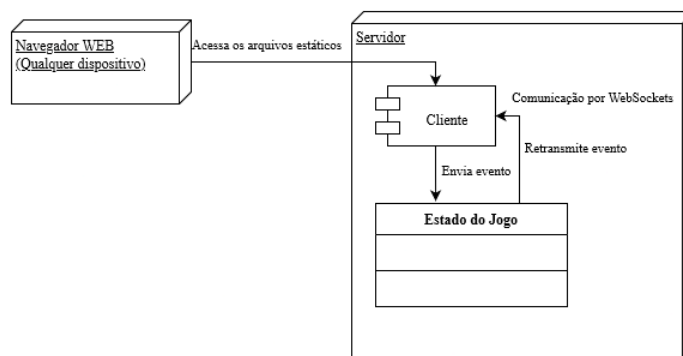 Navegador WEB
(Qualquer dispositivo)
Acessa os arquivos estáticos
Servidor
Cliente
Comunicação por WebSockets
Retransmite evento
Envia evento
Estado do Jogo